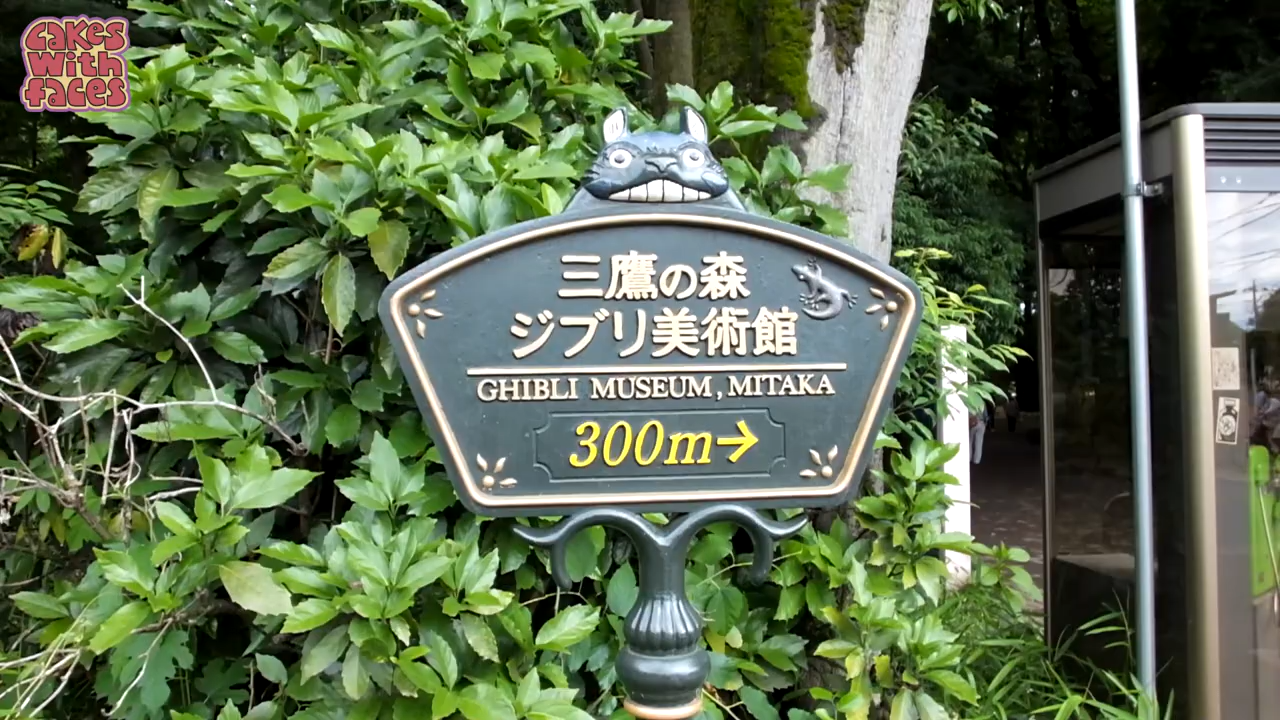 Cakes
With
faces
三鷹の森
ジブリ美術館
GHIBLI MUSEUM, MITAKA
300m→